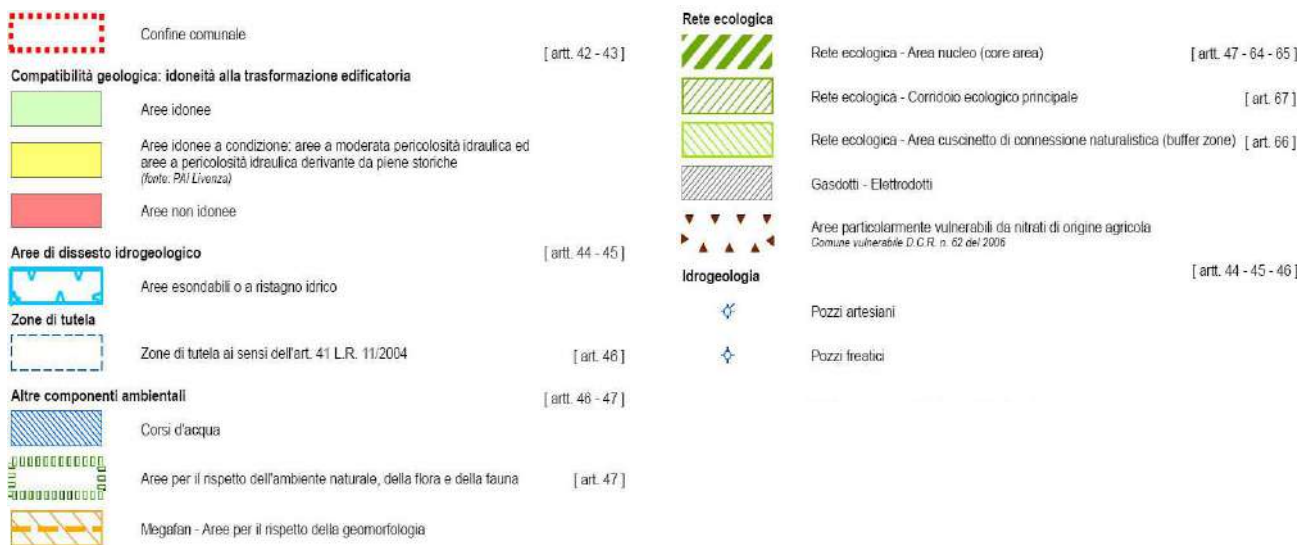 Confine comunale
[ artt. 42 - 43 ]
Compatibilità geologica: idoneità alla trasformazione edificatoria
Aree idonee
Aree idonee a condizione: aree a moderata pericolosità idraulica ed
aree a pericolosità idraulica derivante da piene storiche
(fonte: PAI Livenza)
Aree non idonee
Aree di dissesto idrogeologico [ artt. 44 - 45 ]
Aree esondabili o a ristagno idrico
Zone di tutela
Zone di tutela ai sensi dell'art. 41 L.R. 11/2004 [ art. 46 ]
Altre componenti ambientali [ artt. 46 - 47 ]
Corsi d'acqua
Aree per il rispetto dell'ambiente naturale, della flora e della fauna [ art. 47 ]
Megafan - Aree per il rispetto della geomorfologia
Rete ecologica
Rete ecologica - Area nucleo (core area) [ artt. 47 - 64 - 65 ]
Rete ecologica - Corridoio ecologico principale [ art. 67 ]
Rete ecologica - Area cuscinetto di connessione naturalistica (buffer zone) [ art. 66 ]
Gasdotti - Elettrodotti
Aree particolarmente vulnerabili da nitrati di origine agricola
Comune vulnerabile D.C.R. n. 62 del 2006
[ artt. 44 - 45 - 46 ]
Idrogeologia
Pozzi artesiani
Pozzi freatici